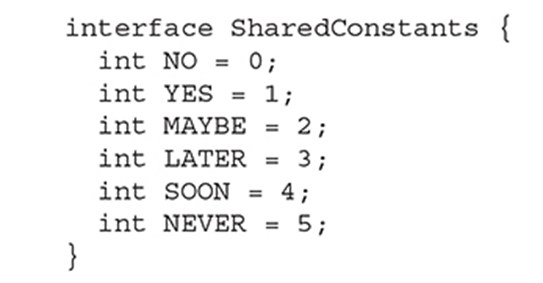 interface SharedConstants {
int NO = 0;
int YES = 1;
int MAYBE = 2;
int LATER = 3;
int SOON = 4;
int NEVER = 5;
}